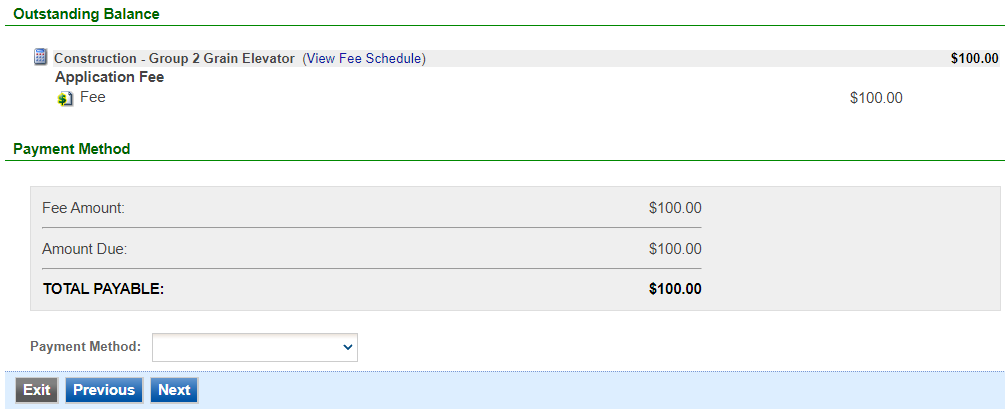 Outstanding Balance
Construction - Group 2 Grain Elevator (View Fee Schedule) $100.00
Application Fee
Fee $100.00
Payment Method
Fee Amount: $100.00
Amount Due: $100.00
TOTAL PAYABLE: $100.00
Payment Method:
Exit Previous Next